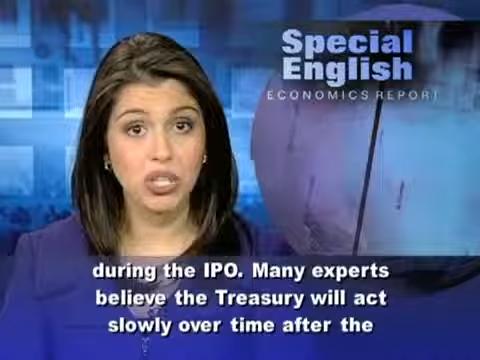 Special
English
ECONOMICS REPORT
during the IPO. Many experts
believe the Treasury will act
slowly over time after the